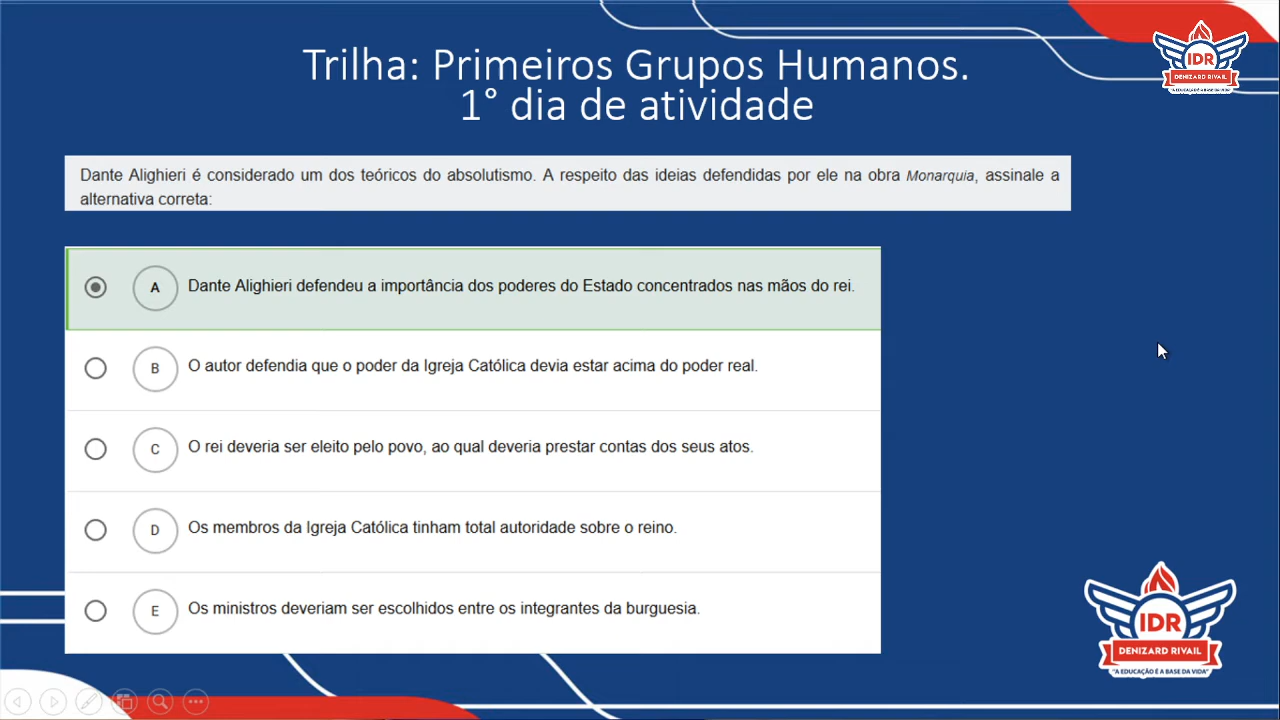 Trilha: Primeiros Grupos Humanos.
1° dia de atividade
IDR
DENIZARD RIVAIL
"A EDUCAÇÃO É A BASE DA VIDA"
Dante Alighieri é considerado um dos teóricos do absolutismo. A respeito das ideias defendidas por ele na obra Monarquia, assinale a
alternativa correta:
A Dante Alighieri defendeu a importância dos poderes do Estado concentrados nas mãos do rei.
B O autor defendia que o poder da Igreja Católica devia estar acima do poder real.
C O rei deveria ser eleito pelo povo, ao qual deveria prestar contas dos seus atos.
D Os membros da Igreja Católica tinham total autoridade sobre o reino.
E Os ministros deveriam ser escolhidos entre os integrantes da burguesia.
IDR
DENIZARD RIVAIL
"A EDUCAÇÃO É A BASE DA VIDA"